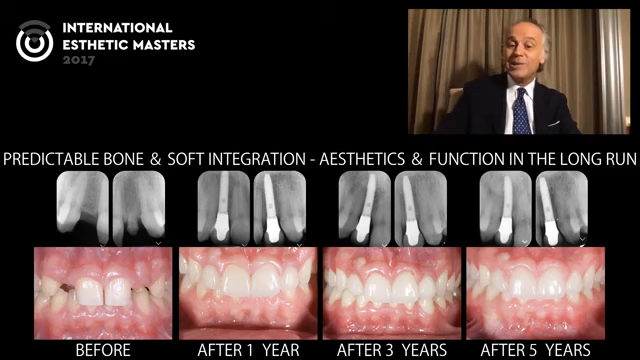 INTERNATIONAL
ESTHETIC MASTERS
2017
PREDICTABLE BONE & SOFT INTEGRATION - AESTHETICS & FUNCTION IN THE LONG RUN
BEFORE
AFTER 1 YEAR
AFTER 3 YEARS
AFTER 5 YEARS